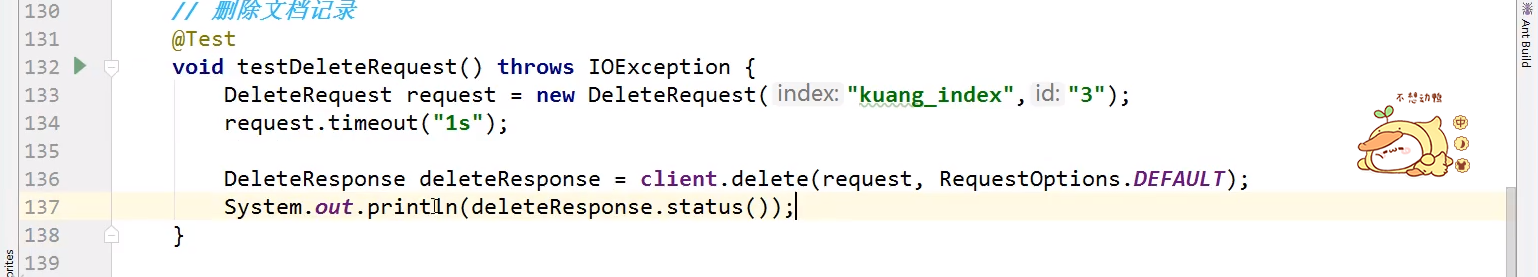 130 // 删除文档记录
131 @Test
132 void testDeleteRequest() throws IOException {
133 DeleteRequest request = new DeleteRequest( index: "kuang_index", id: "3");
134 request.timeout("1s");
135
136 DeleteResponse deleteResponse = client.delete(request, RequestOptions.DEFAULT);
137 System.out.println(deleteResponse.status());
138 }
139
Ant Build
不想动鸭
中
orites